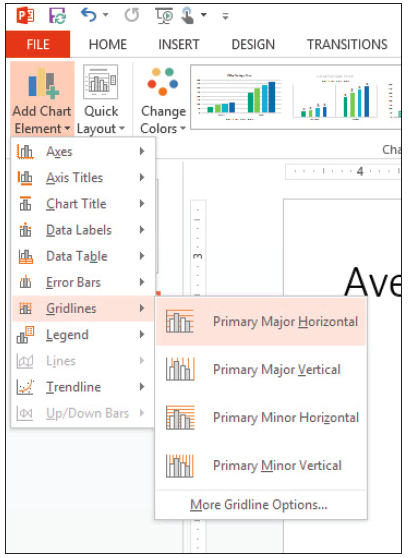 FILE HOME INSERT DESIGN TRANSITIONS
Add Chart Quick Change
Element Layout Colors
Cha
Axes
4
Axis Titles
Chart Title
Data Labels
Data Table
3
Error Bars
Ave
Gridlines
Primary Major Horizontal
Legend
Lines
Primary Major Vertical
Trendline
Up/Down Bars
Primary Minor Horizontal
Primary Minor Vertical
More Gridline Options...